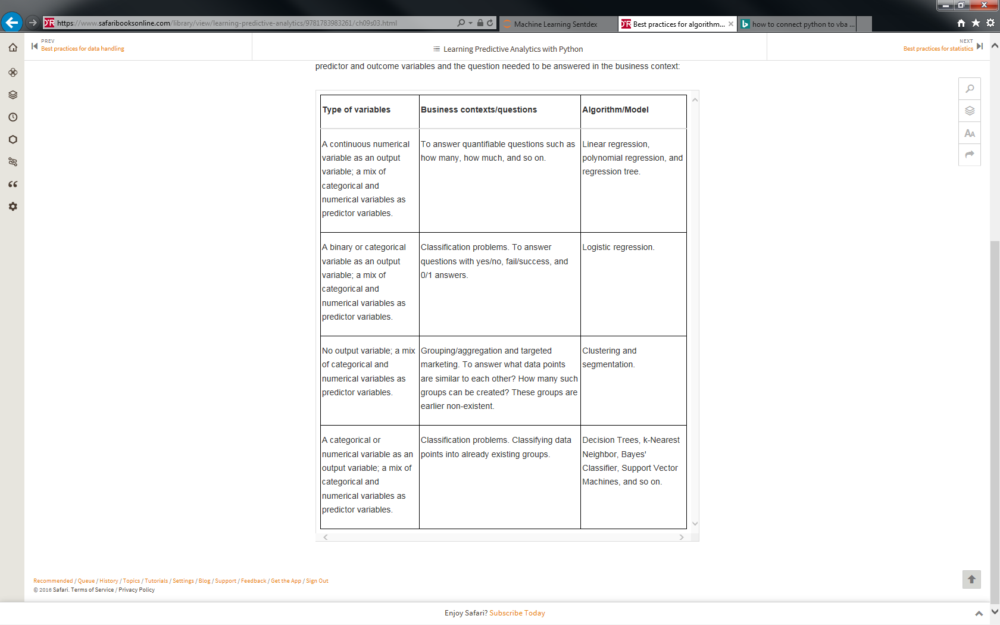 https://www.safaribooksonline.com/library/view/learning-predictive-analytics/9781783983261/ch09s03.html
Machine Learning Sentdex
Best practices for algorithm...
how to connect python to vba ...
PREV
Best practices for data handling
Learning Predictive Analytics with Python
NEXT
Best practices for statistics
predictor and outcome variables and the question needed to be answered in the business context:
Type of variables
Business contexts/questions
Algorithm/Model
A continuous numerical
variable as an output
variable; a mix of
categorical and
numerical variables as
predictor variables.
To answer quantifiable questions such as
how many, how much, and so on.
Linear regression,
polynomial regression, and
regression tree.
A binary or categorical
variable as an output
variable; a mix of
categorical and
numerical variables as
predictor variables.
Classification problems. To answer
questions with yes/no, fail/success, and
0/1 answers.
Logistic regression.
No output variable; a mix
of categorical and
numerical variables as
predictor variables.
Grouping/aggregation and targeted
marketing. To answer what data points
are similar to each other? How many such
groups can be created? These groups are
earlier non-existent.
Clustering and
segmentation.
A categorical or
numerical variable as an
output variable; a mix of
categorical and
numerical variables as
predictor variables.
Classification problems. Classifying data
points into already existing groups.
Decision Trees, k-Nearest
Neighbor, Bayes'
Classifier, Support Vector
Machines, and so on.
Recommended / Queue / History / Topics / Tutorials / Settings / Blog / Support / Feedback / Get the App / Sign Out
© 2016 Safari. Terms of Service / Privacy Policy
Enjoy Safari? Subscribe Today